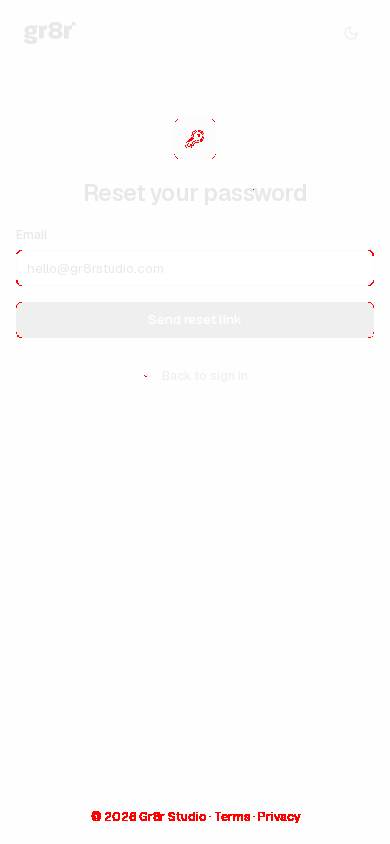 gr8r
Reset your password
Email
hello@gr8rstudio.com
Send reset link
Back to sign in
© 2026 Gr8r Studio · Terms · Privacy